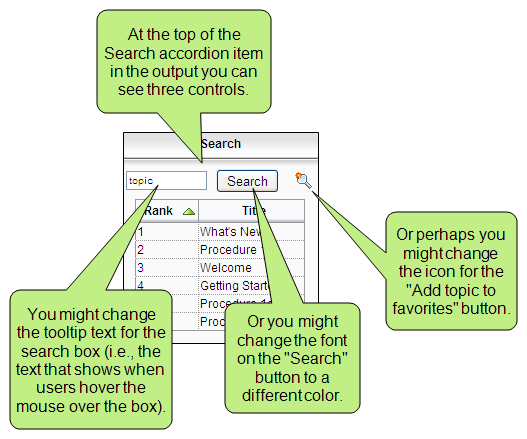 At the top of the
Search accordion item
in the output you can
see three controls.
Search
topic
Search
Rank
Title
1
What's New
2
Procedure
3
Welcome
4
Getting Starte
Procedure
Proc
You might change
the tooltip text for the
search box (i.e., the
text that shows when
users hover the
mouse over the box).
Or you might
change the font
on the "Search"
button to a
different color.
Or perhaps you
might change
the icon for the
"Add topic to
favorites" button.